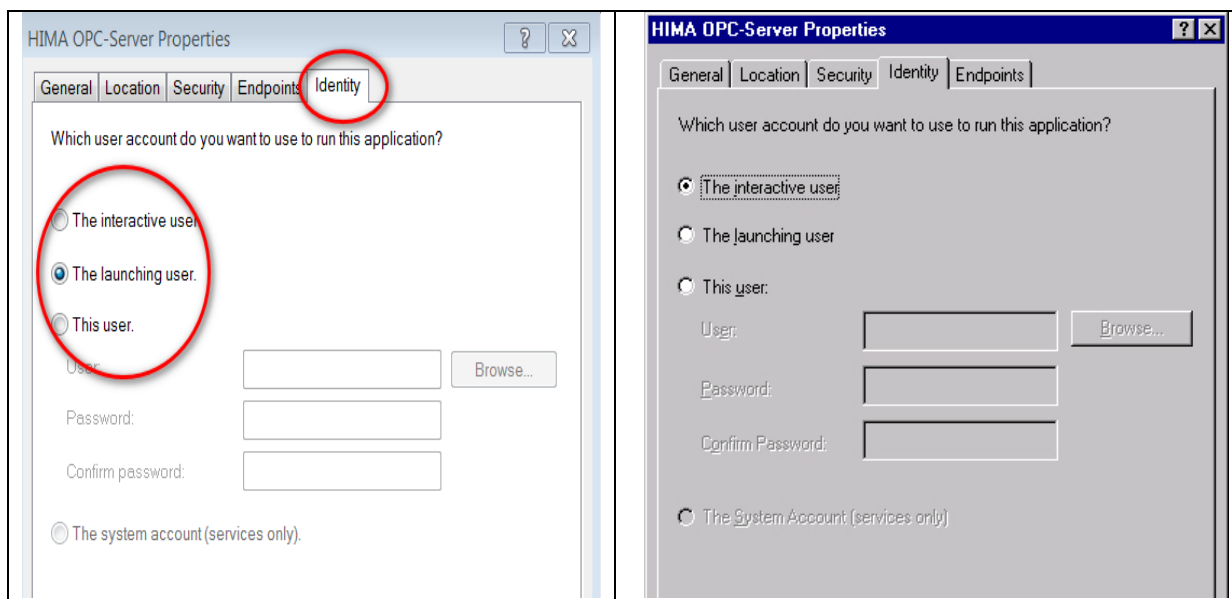 HIMA OPC-Server Properties
?
General Location Security Endpoints Identity
Which user account do you want to use to run this application?
The interactive user
The launching user.
This user.
User:
Browse...
Password:
Confirm password:
The system account (services only).
HIMA OPC-Server Properties
?
General Location Security Identity Endpoints
Which user account do you want to use to run this application?
The interactive user
The launching user
This user:
User:
Browse...
Password:
Confirm Password:
The System Account (services only)